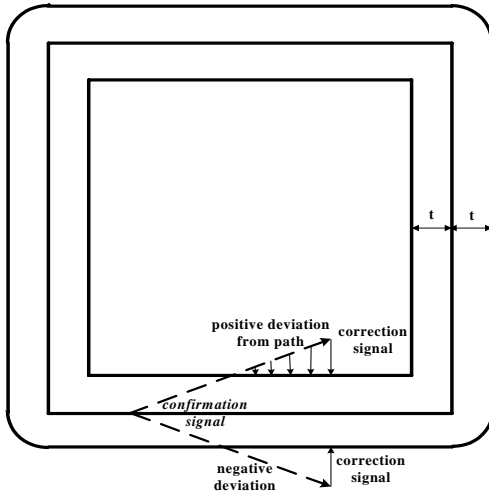 t
t
positive deviation
from path
correction
signal
confirmation
signal
correction
signal
negative
deviation